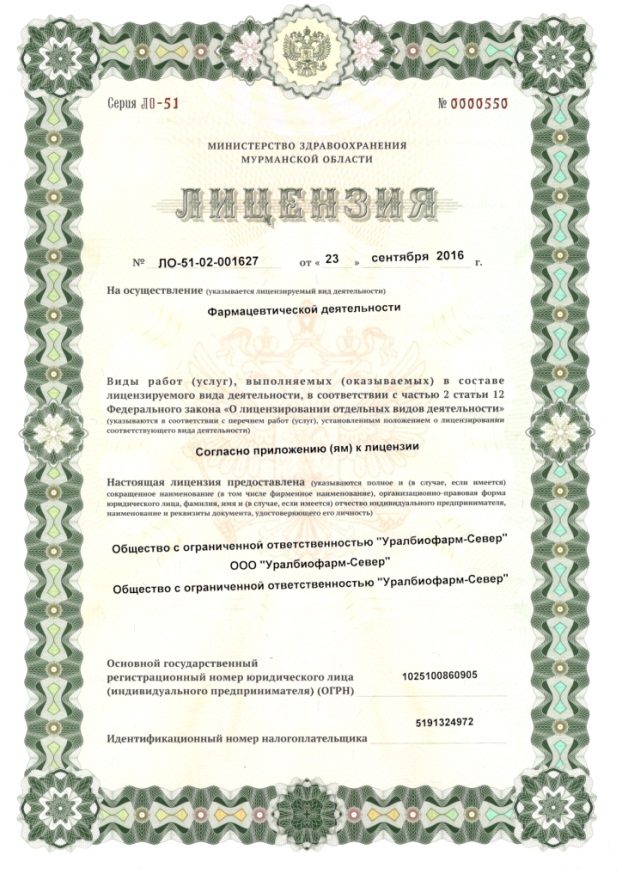 Серия ЛО-51 № 0000550
МИНИСТЕРСТВО ЗДРАВООХРАНЕНИЯ
МУРМАНСКОЙ ОБЛАСТИ
ЛИЦЕНЗИЯ
№ ЛО-51-02-001627 от « 23 » сентября 2016 г.
На осуществление (указывается лицензируемый вид деятельности)
Фармацевтической деятельности
Виды работ (услуг), выполняемых (оказываемых) в составе
лицензируемого вида деятельности, в соответствии с частью 2 статьи 12
Федерального закона «О лицензировании отдельных видов деятельности»
(указываются в соответствии с перечнем работ (услуг), установленным положением о лицензировании
соответствующего вида деятельности)
Согласно приложению (ям) к лицензии
Настоящая лицензия предоставлена (указываются полное и (в случае, если имеется)
сокращенное наименование (в том числе фирменное наименование), организационно-правовая форма
юридического лица, фамилия, имя и (в случае, если имеется) отчество индивидуального предпринимателя,
наименование и реквизиты документа, удостоверяющего его личность)
Общество с ограниченной ответственностью "Уралбиофарм-Север"
ООО "Уралбиофарм-Север"
Общество с ограниченной ответственностью "Уралбиофарм-Север"
Основной государственный
регистрационный номер юридического лица 1025100860905
(индивидуального предпринимателя) (ОГРН)
5191324972
Идентификационный номер налогоплательщика